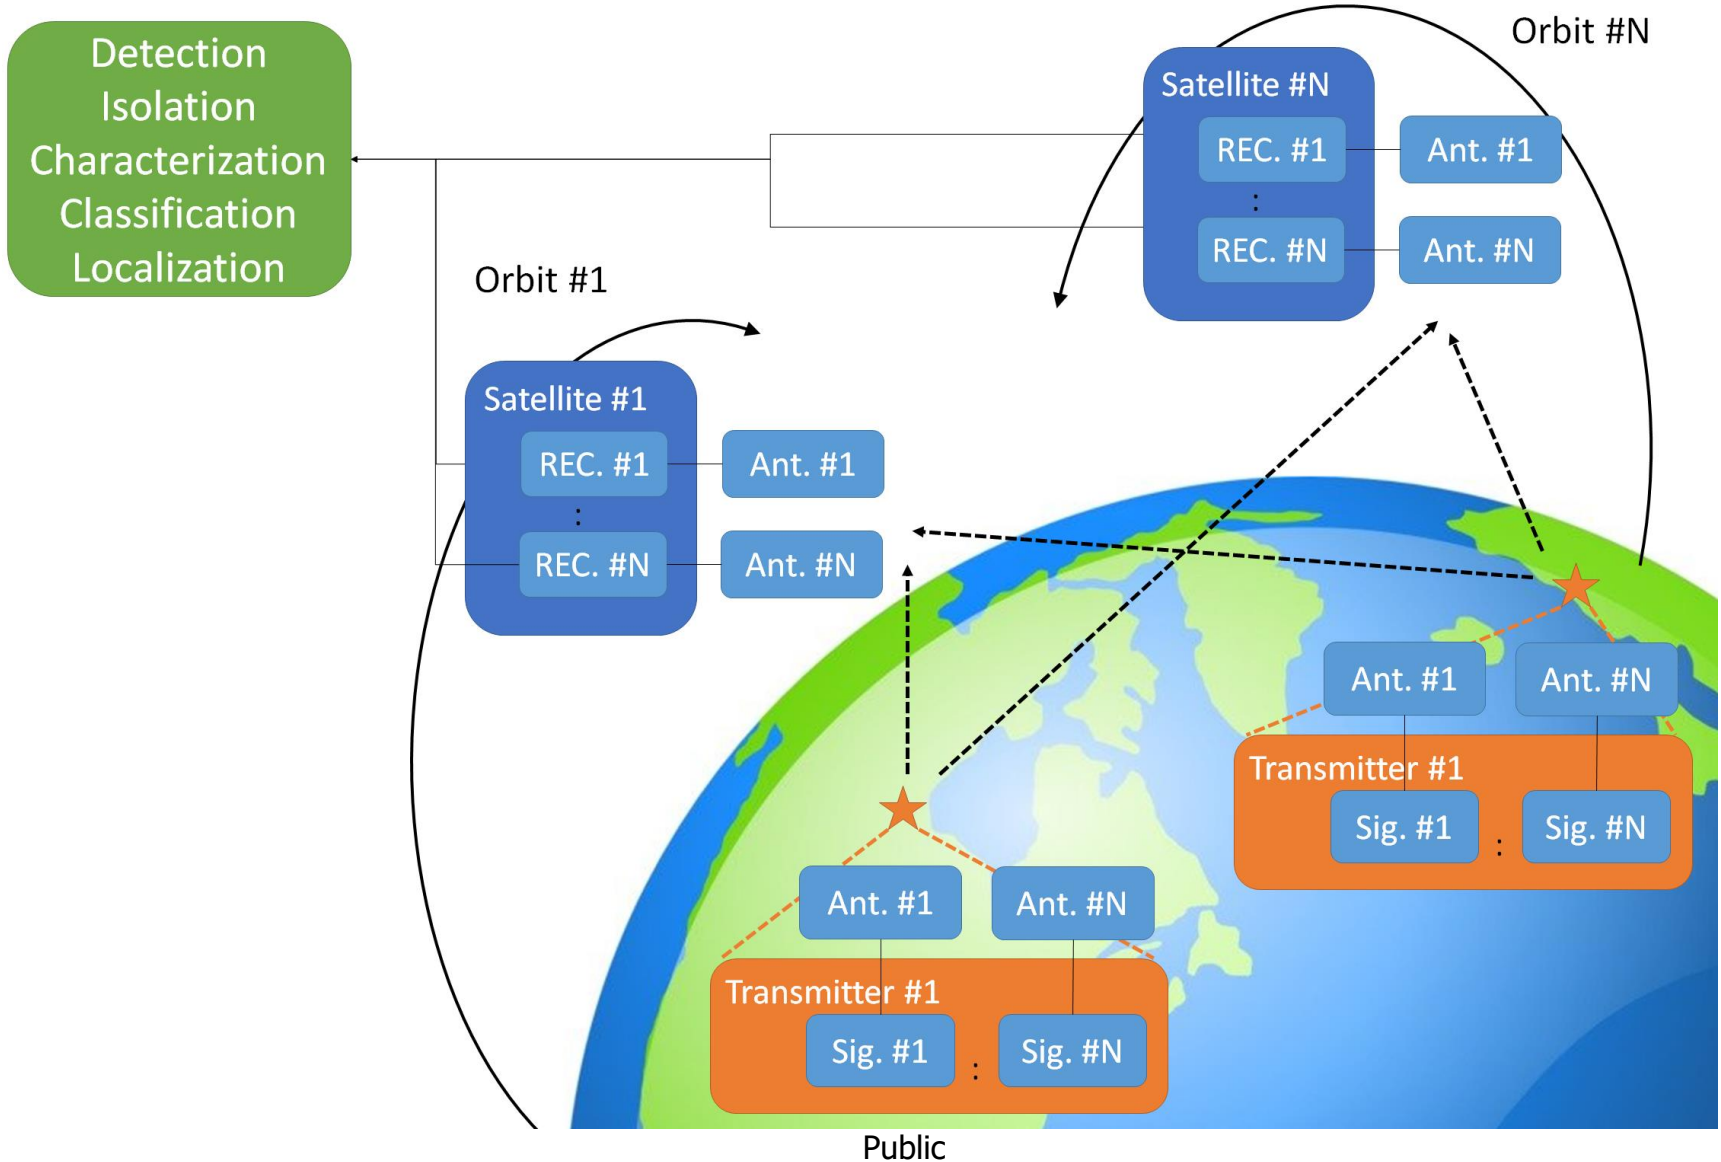 Detection
Isolation
Characterization
Classification
Localization
Orbit #N
Satellite #N
REC. #1
Ant. #1
:
REC. #N
Ant. #N
Orbit #1
Satellite #1
REC. #1
Ant. #1
:
REC. #N
Ant. #N
Ant. #1
Ant. #N
Transmitter #1
Sig. #1
:
Sig. #N
Ant. #1
Ant. #N
Transmitter #1
Sig. #1
:
Sig. #N
Public